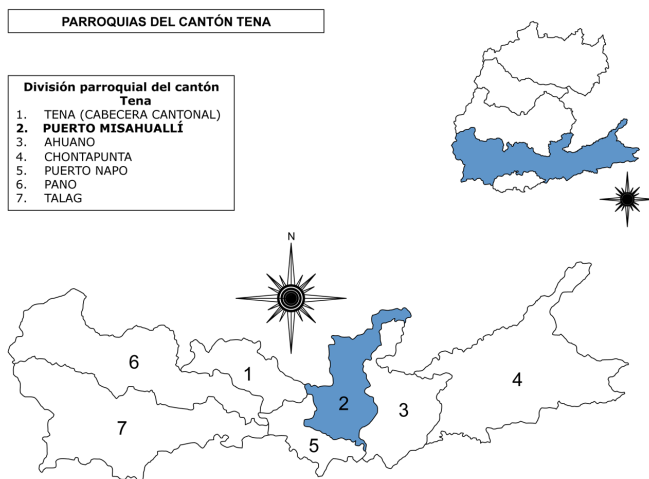 PARROQUIAS DEL CANTÓN TENA
División parroquial del cantón
Tena
1. TENA (CABECERA CANTONAL)
2. PUERTO MISAHUALLÍ
3. AHUANO
4. CHONTAPUNTA
5. PUERTO NAPO
6. PANO
7. TALAG
N
6
1
2
3
4
7
5